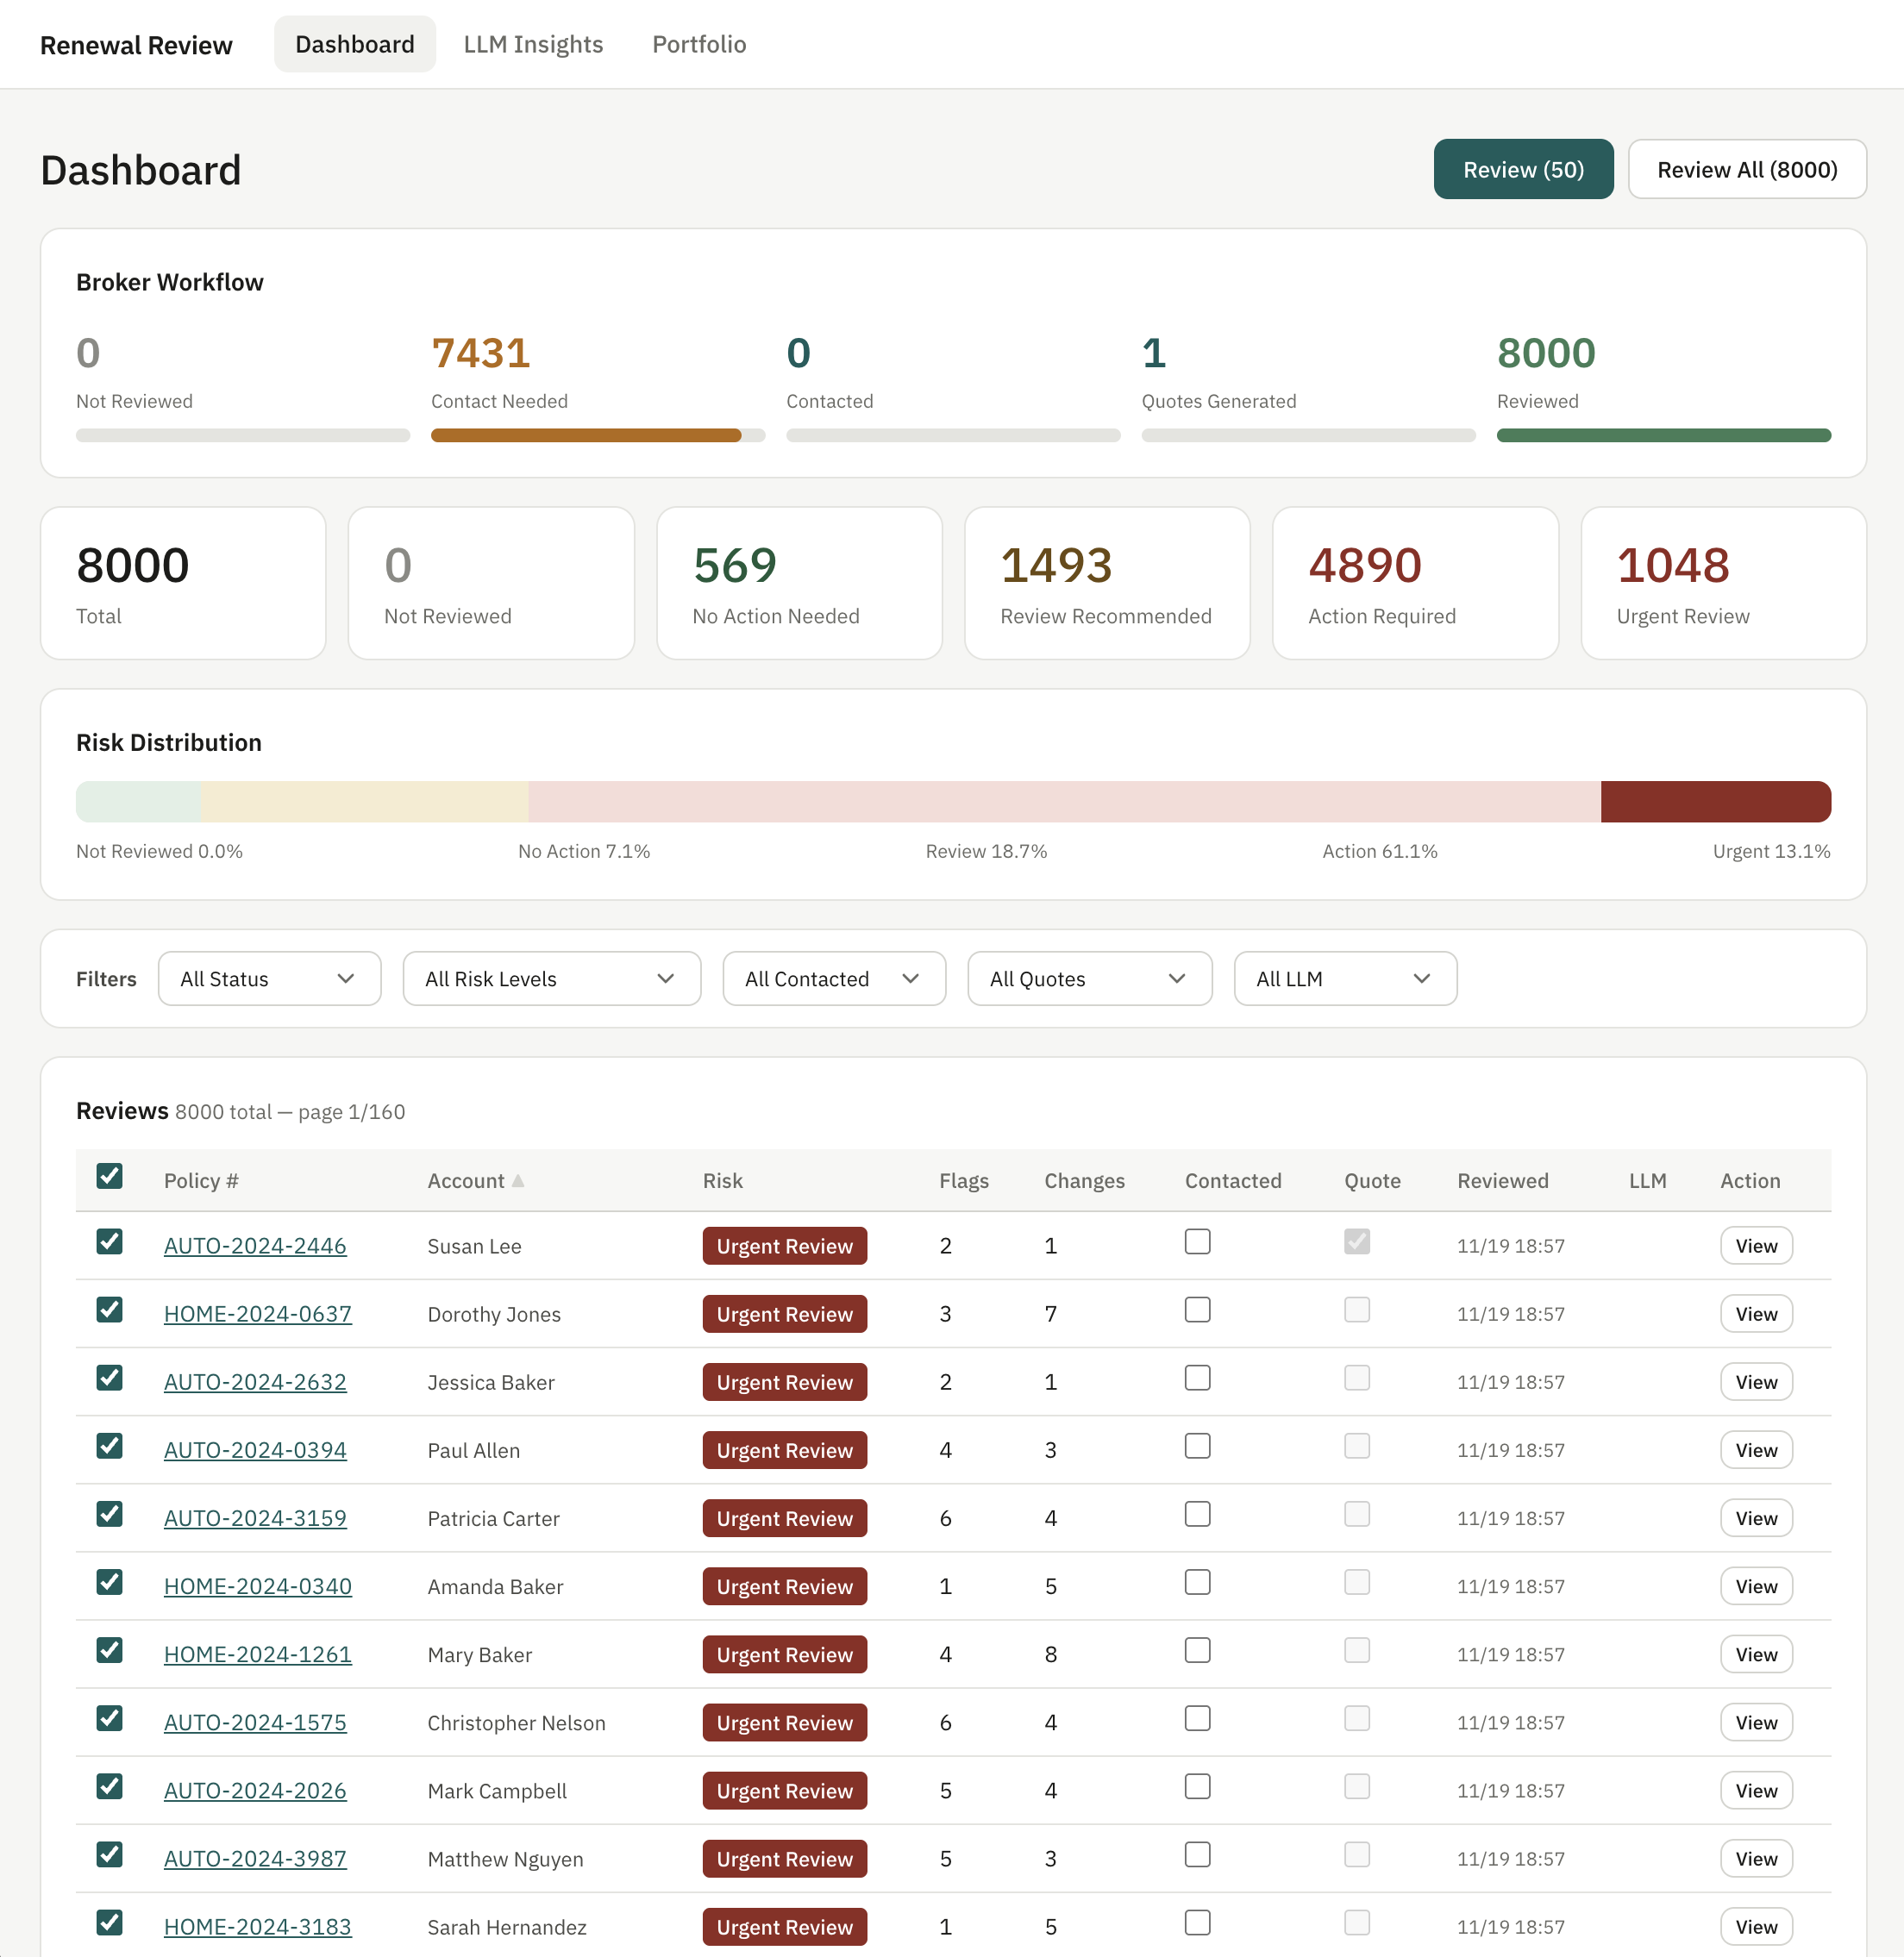 Renewal Review Dashboard LLM Insights Portfolio
Dashboard Review (50) Review All (8000)
Broker Workflow
0 7431 0 1 8000
Not Reviewed Contact Needed Contacted Quotes Generated Reviewed
8000 0 569 1493 4890 1048
Total Not Reviewed No Action Needed Review Recommended Action Required Urgent Review
Risk Distribution
Not Reviewed 0.0% No Action 7.1% Review 18.7% Action 61.1% Urgent 13.1%
Filters All Status All Risk Levels All Contacted All Quotes All LLM
Reviews 8000 total — page 1/160
Policy # Account ▲ Risk Flags Changes Contacted Quote Reviewed LLM Action
AUTO-2024-2446 Susan Lee Urgent Review 2 1 11/19 18:57 View
HOME-2024-0637 Dorothy Jones Urgent Review 3 7 11/19 18:57 View
AUTO-2024-2632 Jessica Baker Urgent Review 2 1 11/19 18:57 View
AUTO-2024-0394 Paul Allen Urgent Review 4 3 11/19 18:57 View
AUTO-2024-3159 Patricia Carter Urgent Review 6 4 11/19 18:57 View
HOME-2024-0340 Amanda Baker Urgent Review 1 5 11/19 18:57 View
HOME-2024-1261 Mary Baker Urgent Review 4 8 11/19 18:57 View
AUTO-2024-1575 Christopher Nelson Urgent Review 6 4 11/19 18:57 View
AUTO-2024-2026 Mark Campbell Urgent Review 5 4 11/19 18:57 View
AUTO-2024-3987 Matthew Nguyen Urgent Review 5 3 11/19 18:57 View
HOME-2024-3183 Sarah Hernandez Urgent Review 1 5 11/19 18:57 View